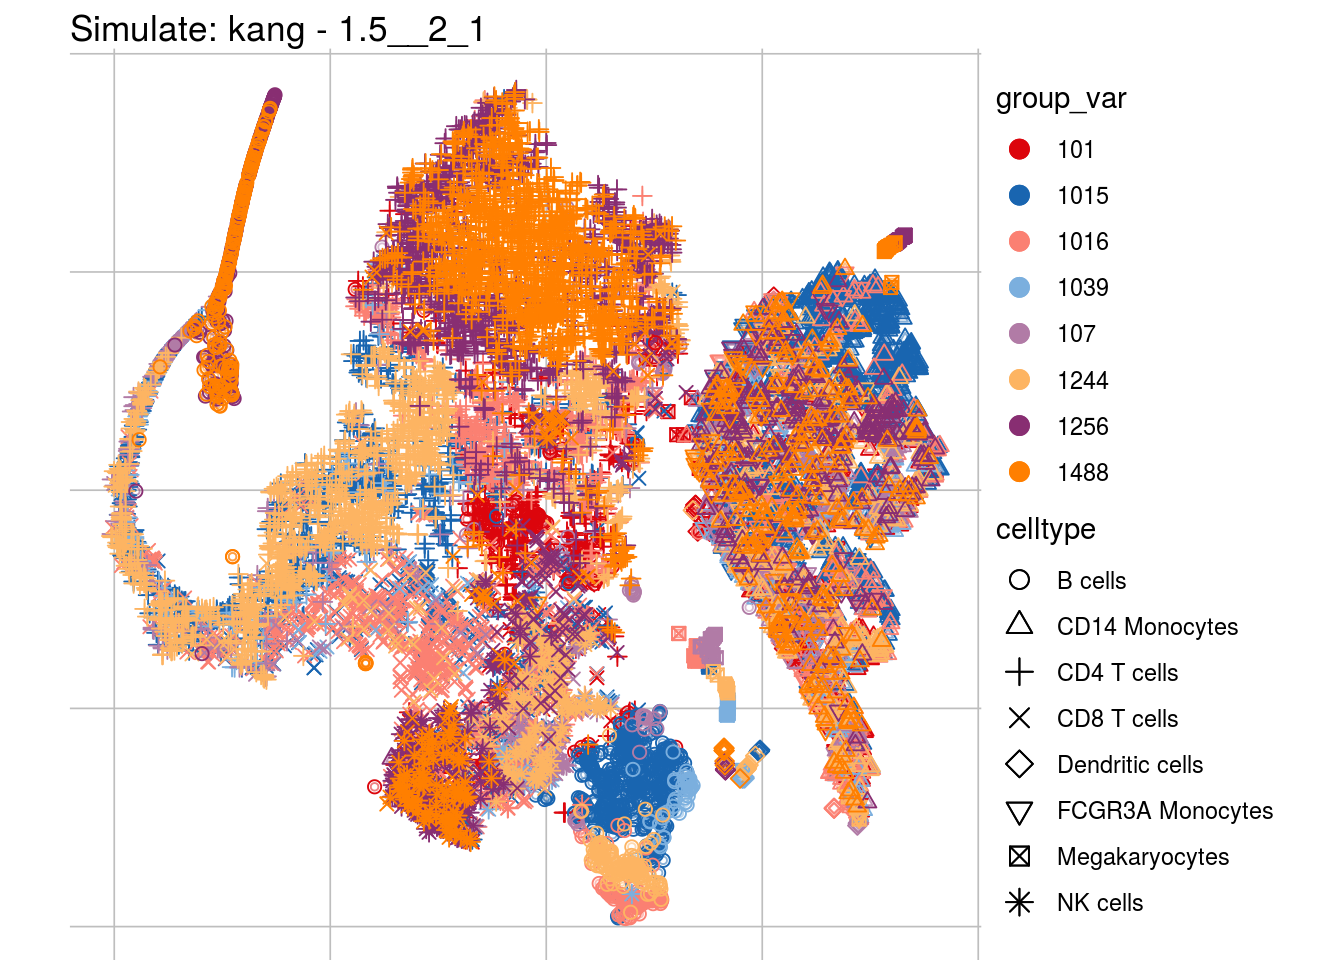 Simulate: kang - 1.5__2_1
group_var
101
1015
1016
1039
107
1244
1256
1488
celltype
B cells
CD14 Monocytes
CD4 T cells
CD8 T cells
Dendritic cells
FCGR3A Monocytes
Megakaryocytes
NK cells